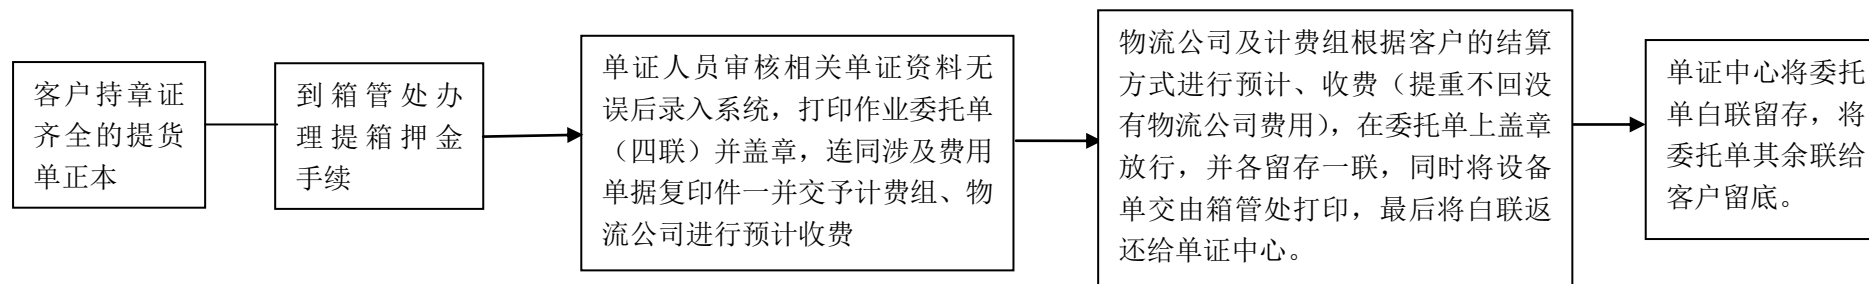 客户持章证
齐全的提货
单正本
到箱管处办
理提箱押金
手续
单证人员审核相关单证资料无
误后录入系统，打印作业委托单
（四联）并盖章，连同涉及费用
单据复印件一并交予计费组、物
流公司进行预计收费
物流公司及计费组根据客户的结算
方式进行预计、收费（提重不回没
有物流公司费用），在委托单上盖章
放行，并各留存一联，同时将设备
单交由箱管处打印，最后将白联返
还给单证中心。
单证中心将委托
单白联留存，将
委托单其余联给
客户留底。